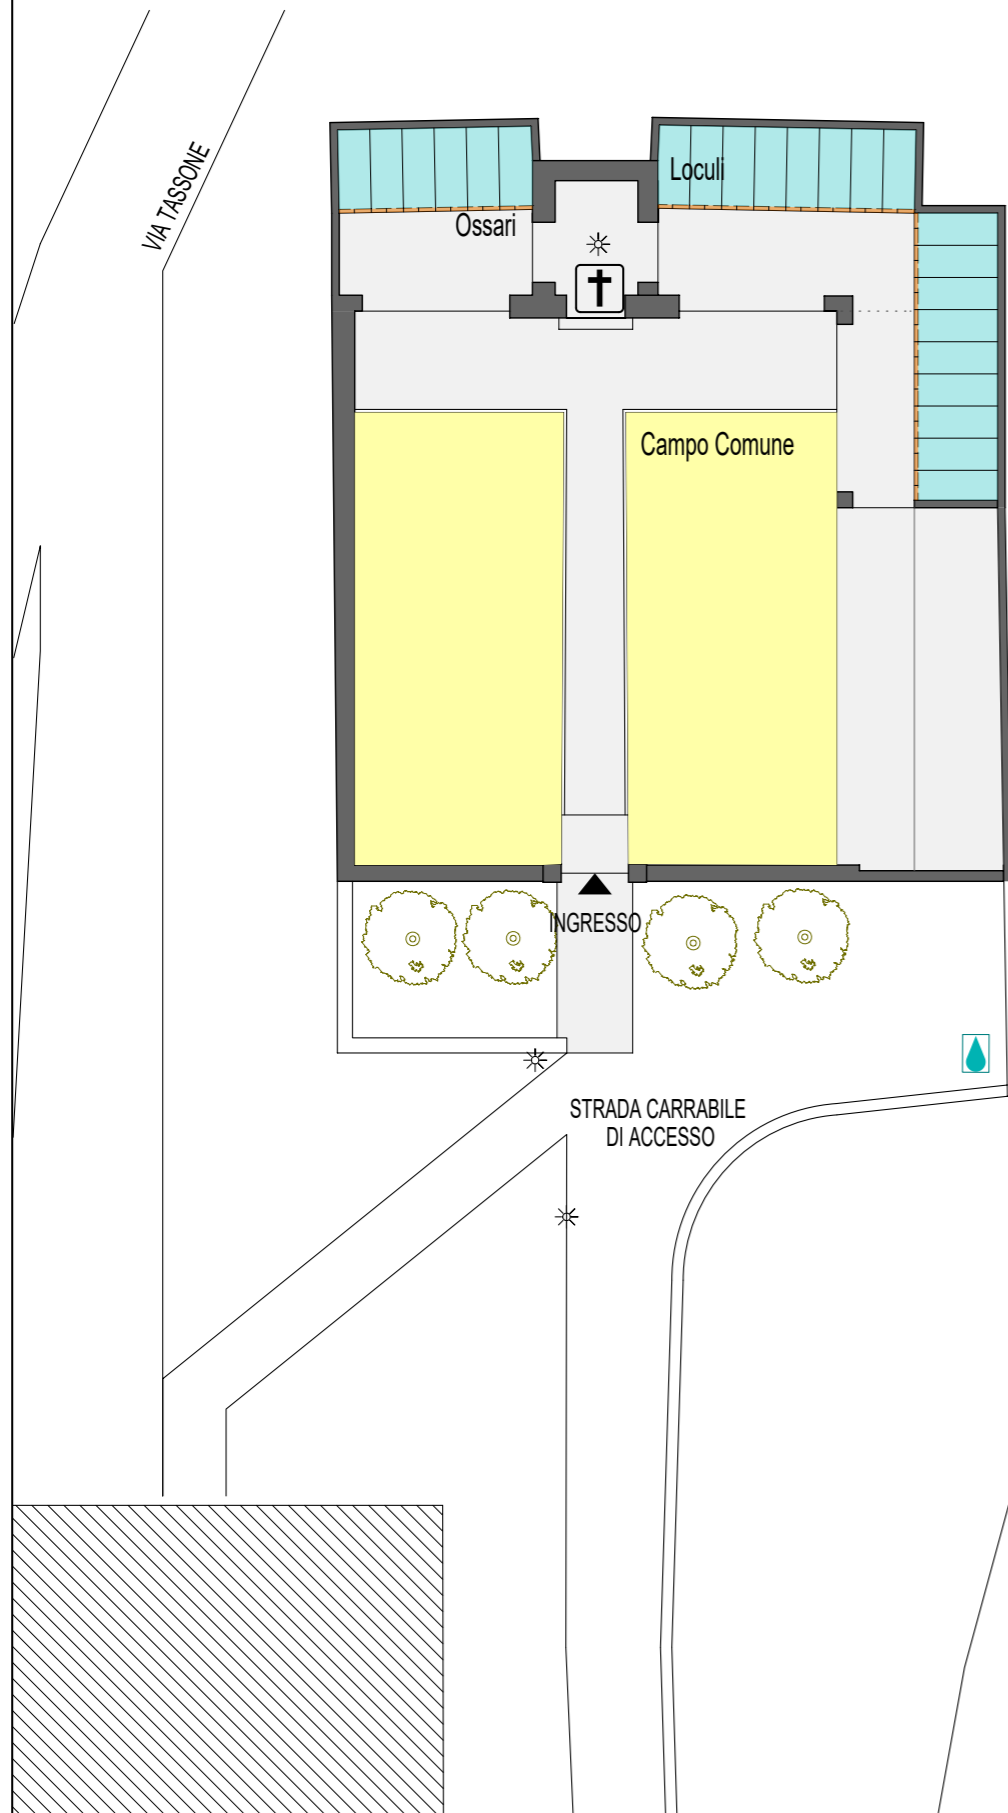 VIA TASSONE
Loculi
Ossari
Campo Comune
INGRESSO
STRADA CARRABILE
DI ACCESSO